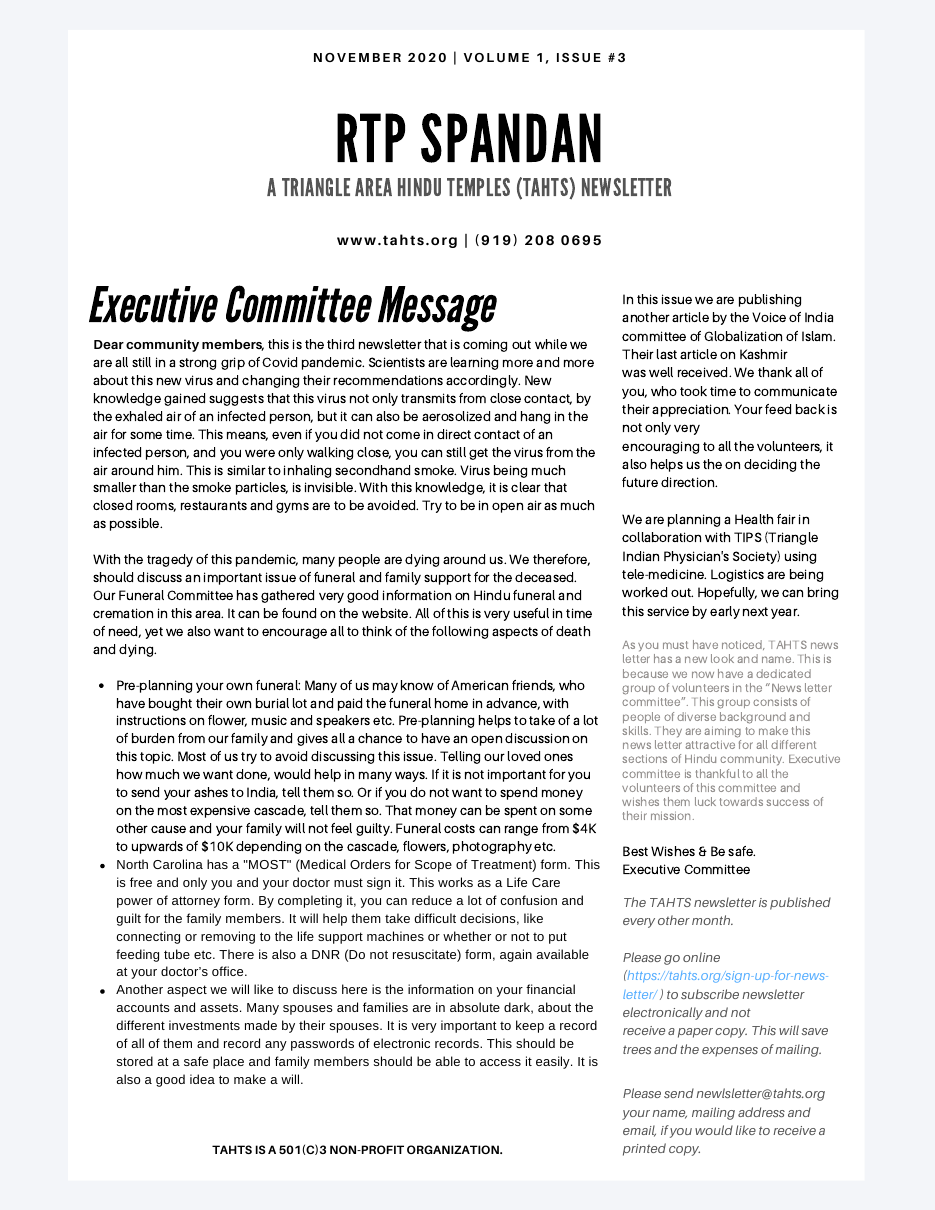 NOVEMBER 2020 | VOLUME 1, ISSUE #3
RTP SPANDAN
A TRIANGLE AREA HINDU TEMPLES (TAHTS) NEWSLETTER
www.tahts.org | (919) 208 0695
Executive Committee Message
Dear community members, this is the third newsletter that is coming out while we
are all still in a strong grip of Covid pandemic. Scientists are learning more and more
about this new virus and changing their recommendations accordingly. New
knowledge gained suggests that this virus not only transmits from close contact, by
the exhaled air of an infected person, but it can also be aerosolized and hang in the
air for some time. This means, even if you did not come in direct contact of an
infected person, and you were only walking close, you can still get the virus from the
air around him. This is similar to inhaling secondhand smoke. Virus being much
smaller than the smoke particles, is invisible. With this knowledge, it is clear that
closed rooms, restaurants and gyms are to be avoided. Try to be in open air as much
as possible.
With the tragedy of this pandemic, many people are dying around us. We therefore,
should discuss an important issue of funeral and family support for the deceased.
Our Funeral Committee has gathered very good information on Hindu funeral and
cremation in this area. It can be found on the website. All of this is very useful in time
of need, yet we also want to encourage all to think of the following aspects of death
and dying.
• Pre-planning your own funeral: Many of us may know of American friends, who
have bought their own burial lot and paid the funeral home in advance, with
instructions on flower, music and speakers etc. Pre-planning helps to take of a lot
of burden from our family and gives all a chance to have an open discussion on
this topic. Most of us try to avoid discussing this issue. Telling our loved ones
how much we want done, would help in many ways. If it is not important for you
to send your ashes to India, tell them so. Or if you do not want to spend money
on the most expensive cascade, tell them so. That money can be spent on some
other cause and your family will not feel guilty. Funeral costs can range from $4K
to upwards of $10K depending on the cascade, flowers, photography etc.
• North Carolina has a "MOST" (Medical Orders for Scope of Treatment) form. This
is free and only you and your doctor must sign it. This works as a Life Care
power of attorney form. By completing it, you can reduce a lot of confusion and
guilt for the family members. It will help them take difficult decisions, like
connecting or removing to the life support machines or whether or not to put
feeding tube etc. There is also a DNR (Do not resuscitate) form, again available
at your doctor's office.
• Another aspect we will like to discuss here is the information on your financial
accounts and assets. Many spouses and families are in absolute dark, about the
different investments made by their spouses. It is very important to keep a record
of all of them and record any passwords of electronic records. This should be
stored at a safe place and family members should be able to access it easily. It is
also a good idea to make a will.
TAHTS IS A 501(C)3 NON-PROFIT ORGANIZATION.
In this issue we are publishing
another article by the Voice of India
committee of Globalization of Islam.
Their last article on Kashmir
was well received. We thank all of
you, who took time to communicate
their appreciation. Your feed back is
not only very
encouraging to all the volunteers, it
also helps us the on deciding the
future direction.
We are planning a Health fair in
collaboration with TIPS (Triangle
Indian Physician's Society) using
tele-medicine. Logistics are being
worked out. Hopefully, we can bring
this service by early next year.
As you must have noticed, TAHTS news
letter has a new look and name. This is
because we now have a dedicated
group of volunteers in the "News letter
committee". This group consists of
people of diverse background and
skills. They are aiming to make this
news letter attractive for all different
sections of Hindu community. Executive
committee is thankful to all the
volunteers of this committee and
wishes them luck towards success of
their mission.
Best Wishes & Be safe.
Executive Committee
The TAHTS newsletter is published
every other month.
Please go online
(https://tahts.org/sign-up-for-news-
letter/ ) to subscribe newsletter
electronically and not
receive a paper copy. This will save
trees and the expenses of mailing.
Please send newlsletter@tahts.org
your name, mailing address and
email, if you would like to receive a
printed copy.